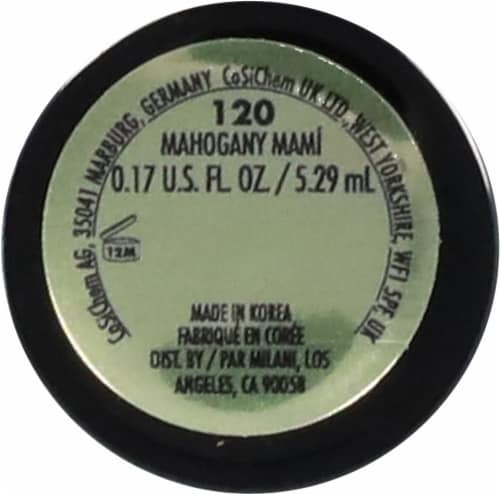 CoSiChem AG, 35041 MARBURG, GERMANY CoSiChem UK LTD., WEST YORKSHIRE, WF1 5PF, UK
120
MAHOGANY MAMÍ
0.17 U.S. FL. OZ. / 5.29 mL
12M
MADE IN KOREA
FABRIQUÉ EN CORÉE
DIST. BY / PAR MILANI, LOS
ANGELES, CA 90058